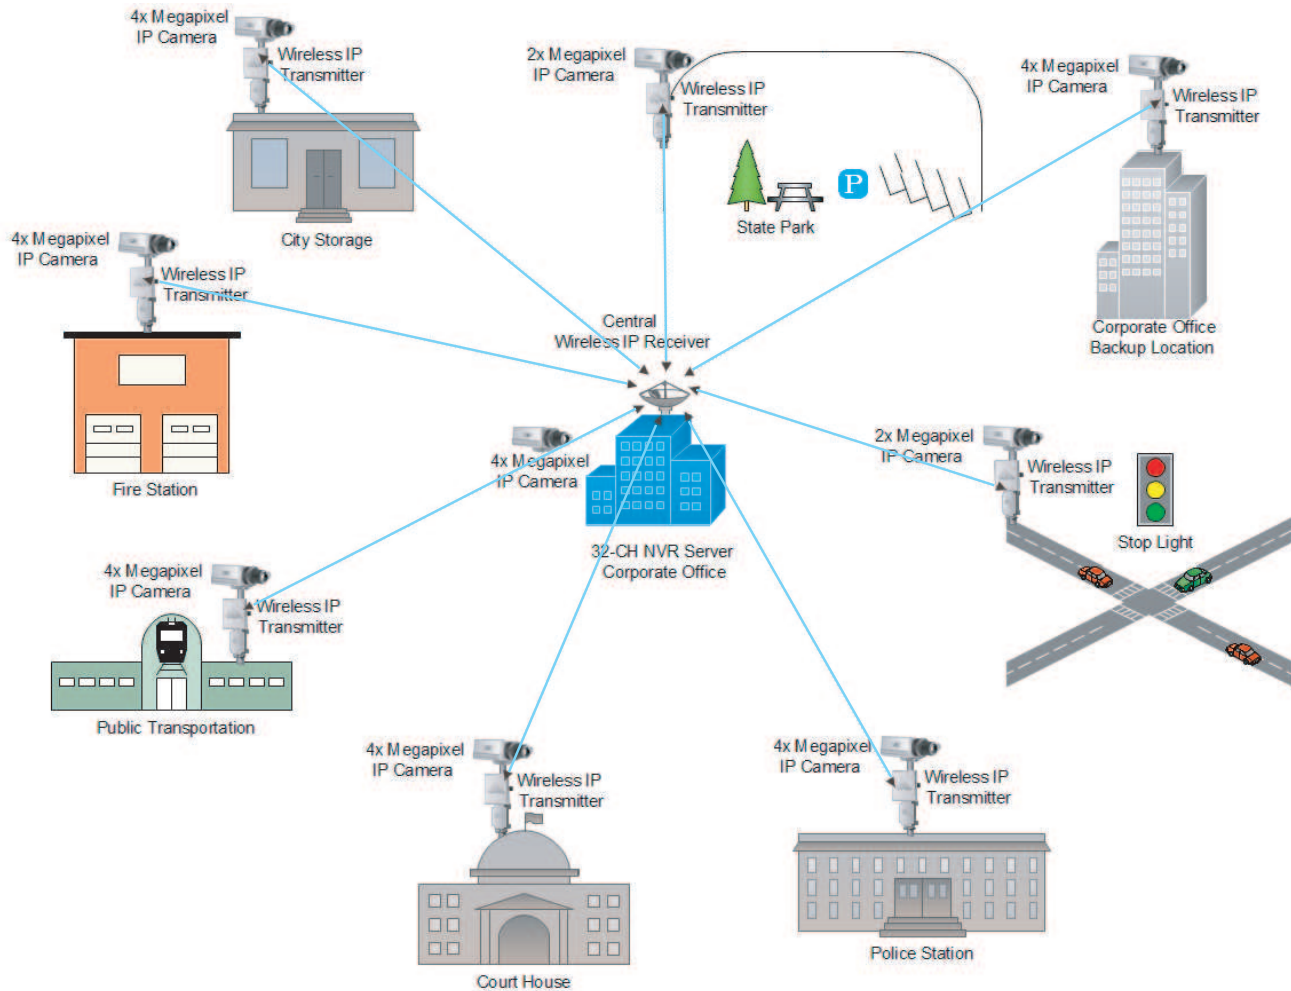 4x Megapixel
IP Camera
Wireless IP
Transmitter
City Storage
2x Megapixel
IP Camera
Wireless IP
Transmitter
P
State Park
4x Megapixel
IP Camera
Wireless IP
Transmitter
Corporate Office
Backup Location
4x Megapixel
IP Camera
Wireless IP
Transmitter
Fire Station
Central
Wireless IP Receiver
4x Megapixel
IP Camera
32-CH NVR Server
Corporate Office
2x Megapixel
IP Camera
Wireless IP
Transmitter
Stop Light
4x Megapixel
IP Camera
Wireless IP
Transmitter
Public Transportation
4x Megapixel
IP Camera
Wireless IP
Transmitter
Court House
4x Megapixel
IP Camera
Wireless IP
Transmitter
Police Station